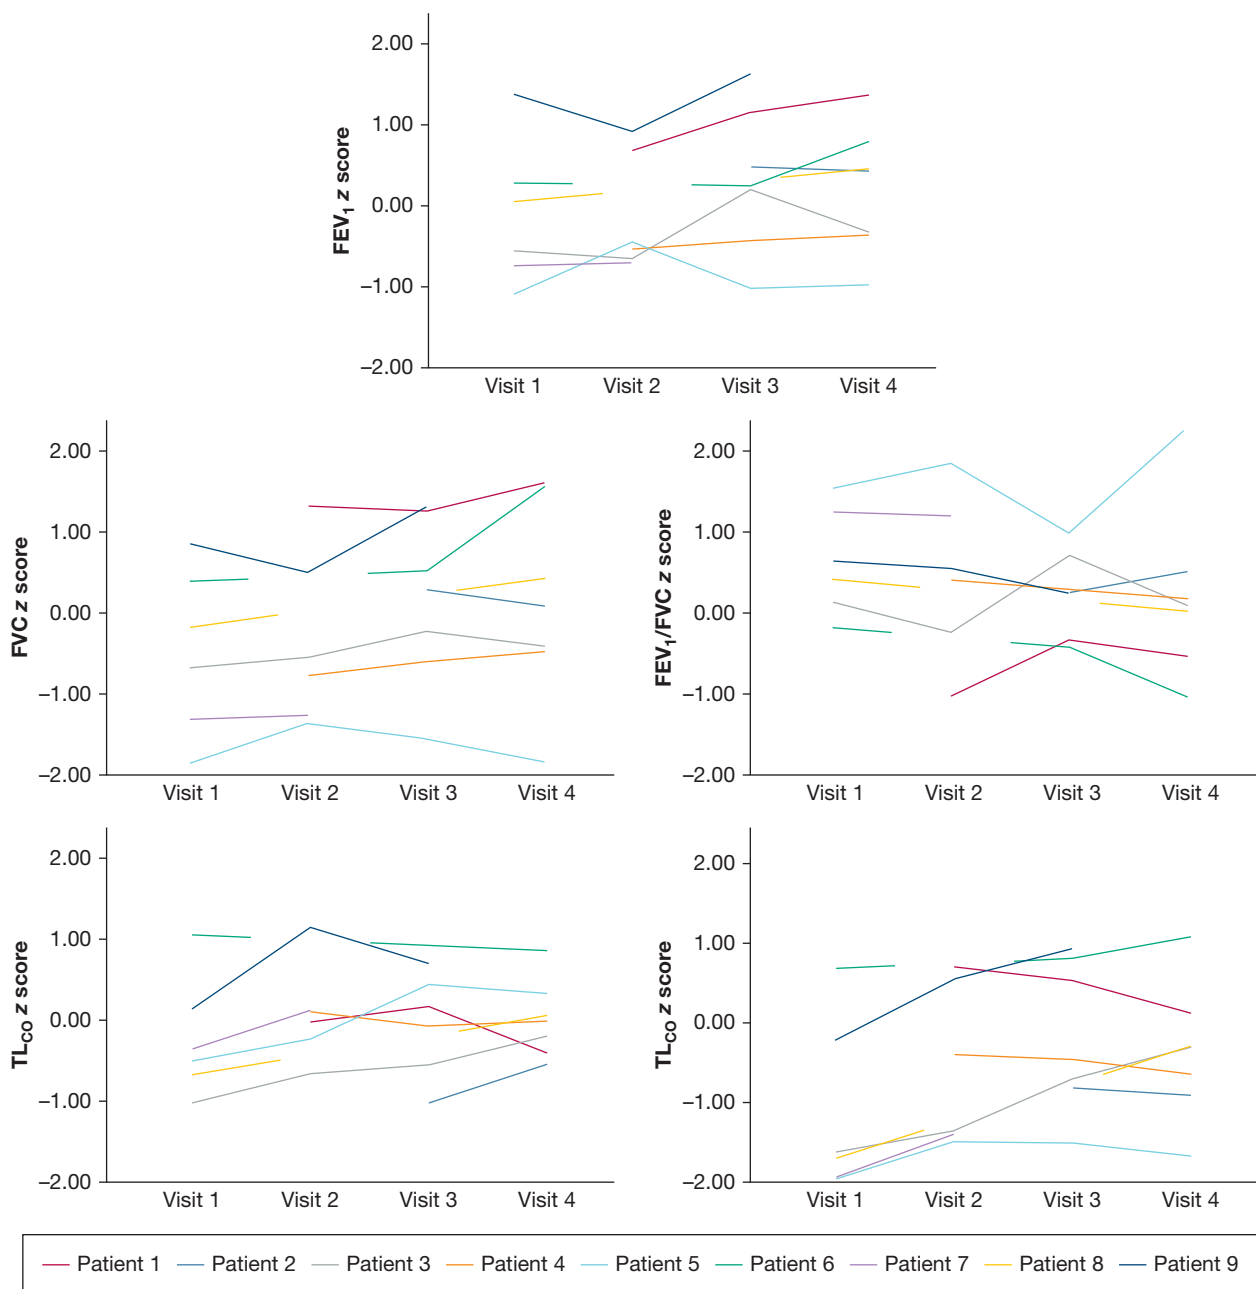 FEV1 z score
2.00
1.00
0.00
–1.00
–2.00
Visit 1 Visit 2 Visit 3 Visit 4
FVC z score
2.00
1.00
0.00
–1.00
–2.00
Visit 1 Visit 2 Visit 3 Visit 4
FEV1/FVC z score
2.00
1.00
0.00
–1.00
–2.00
Visit 1 Visit 2 Visit 3 Visit 4
TLCO z score
2.00
1.00
0.00
–1.00
–2.00
Visit 1 Visit 2 Visit 3 Visit 4
TLCO z score
2.00
1.00
0.00
–1.00
–2.00
Visit 1 Visit 2 Visit 3 Visit 4
Patient 1 Patient 2 Patient 3 Patient 4 Patient 5 Patient 6 Patient 7 Patient 8 Patient 9